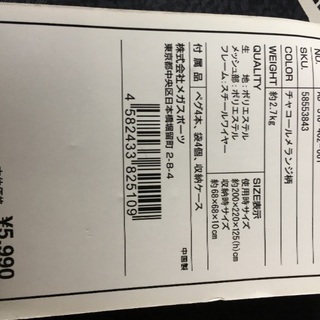 SKU. 58553843
COLOR チャコールメランジ柄
WEIGHT 約2.7kg
QUALITY
生 地:ポリエステル
メッシュ部:ポリエステル
フレーム:スチールワイヤー
SIZE表示
使用時サイズ
約200×220×125(h)cm
収納時サイズ
約68×68×10cm
付属品 ペグ4本、袋4個、収納ケース
株式会社メガスポーツ
東京都中央区日本橋堀留町 2-8-4
中国製
4 582433 825109
¥5,990